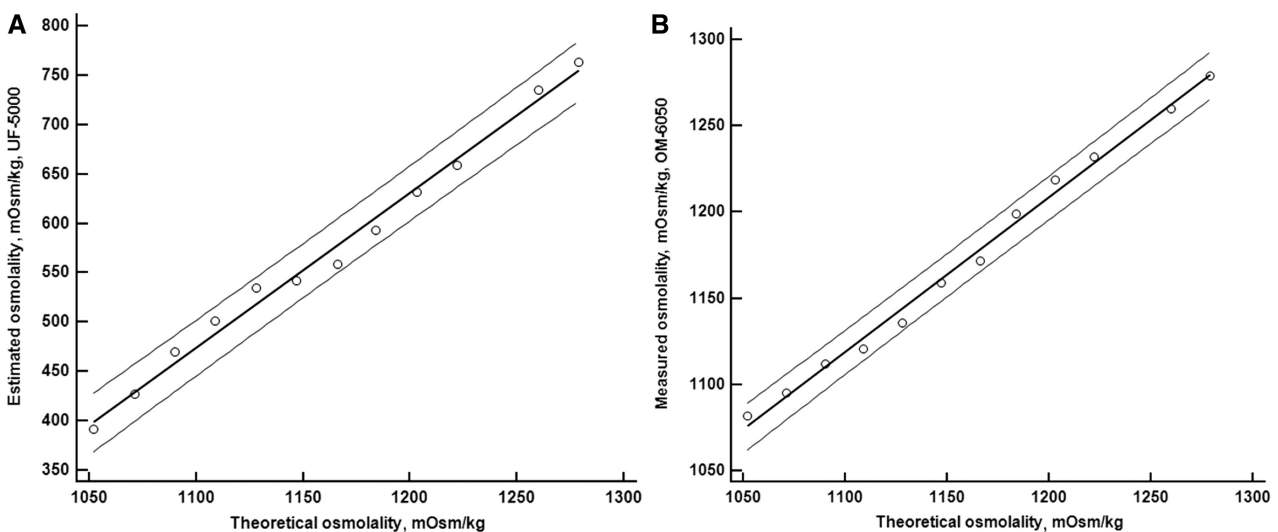 A
800
750
700
650
600
550
500
450
400
350
Estimated osmolality, mOsm/kg, UF-5000
1050 1100 1150 1200 1250 1300
Theoretical osmolality, mOsm/kg
B
1300
1250
1200
1150
1100
1050
Measured osmolality, mOsm/kg, OM-6050
1050 1100 1150 1200 1250 1300
Theoretical osmolality, mOsm/kg